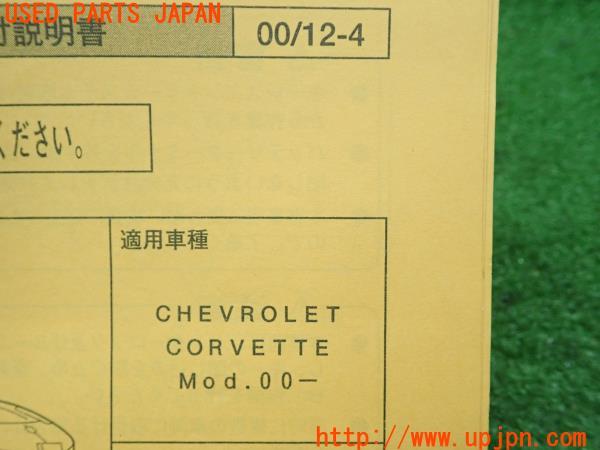 USED PARTS JAPAN
付説明書
00/12-4
ください。
適用車種
CHEVROLET
CORVETTE
Mod.00−
http://www.upjpn.com